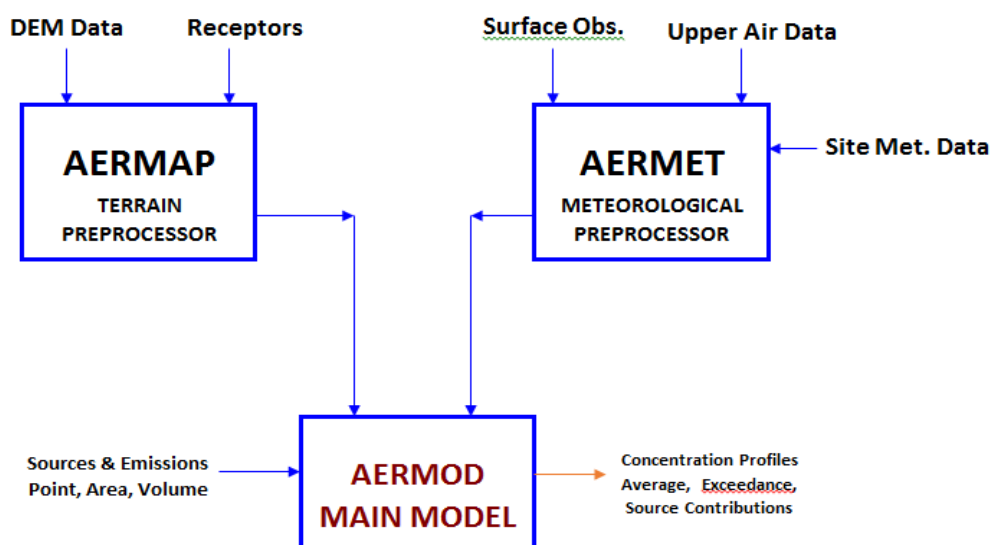 DEM Data
Receptors
Surface Obs.
Upper Air Data
AERMAP
TERRAIN
PREPROCESSOR
AERMET
METEOROLOGICAL
PREPROCESSOR
Site Met. Data
Sources & Emissions
Point, Area, Volume
AERMOD
MAIN MODEL
Concentration Profiles
Average, Exceedance,
Source Contributions